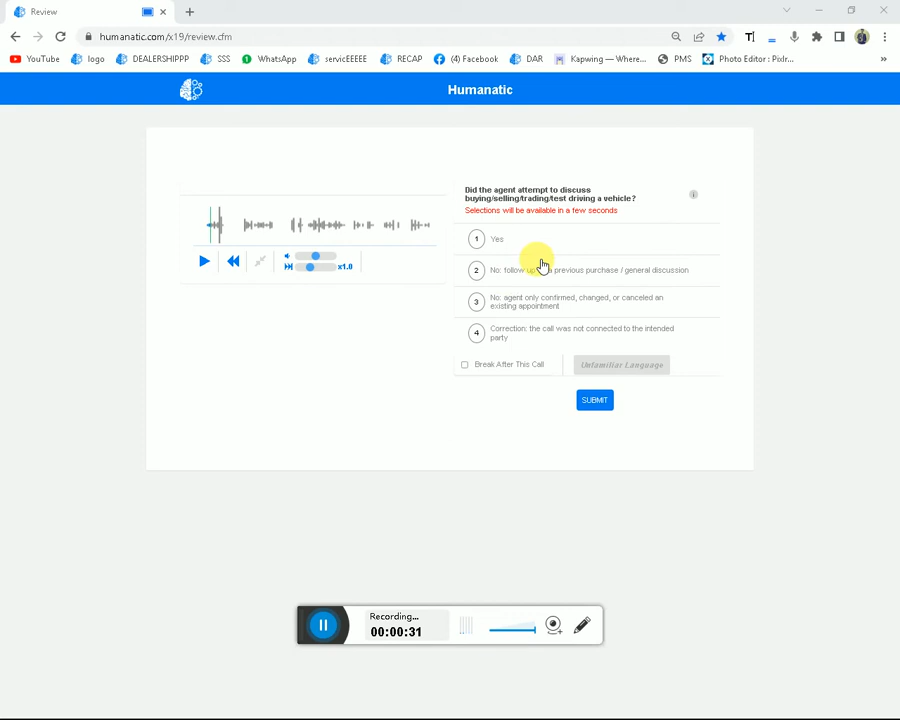 Review
humanatic.com/x19/review.cfm
YouTube
logo
DEALERSHIPPP
SSS
WhatsApp
servicEEEEE
RECAP
(4) Facebook
DAR
Kapwing — Where...
PMS
Photo Editor : Pixlr...
Humanatic
Did the agent attempt to discuss
buying/selling/trading/test driving a vehicle?
Selections will be available in a few seconds
1 Yes
2 No: follow up a previous purchase / general discussion
3 No: agent only confirmed, changed, or canceled an
existing appointment
4 Correction: the call was not connected to the intended
party
x1.0
Break After This Call
Unfamiliar Language
SUBMIT
Recording...
00:00:31